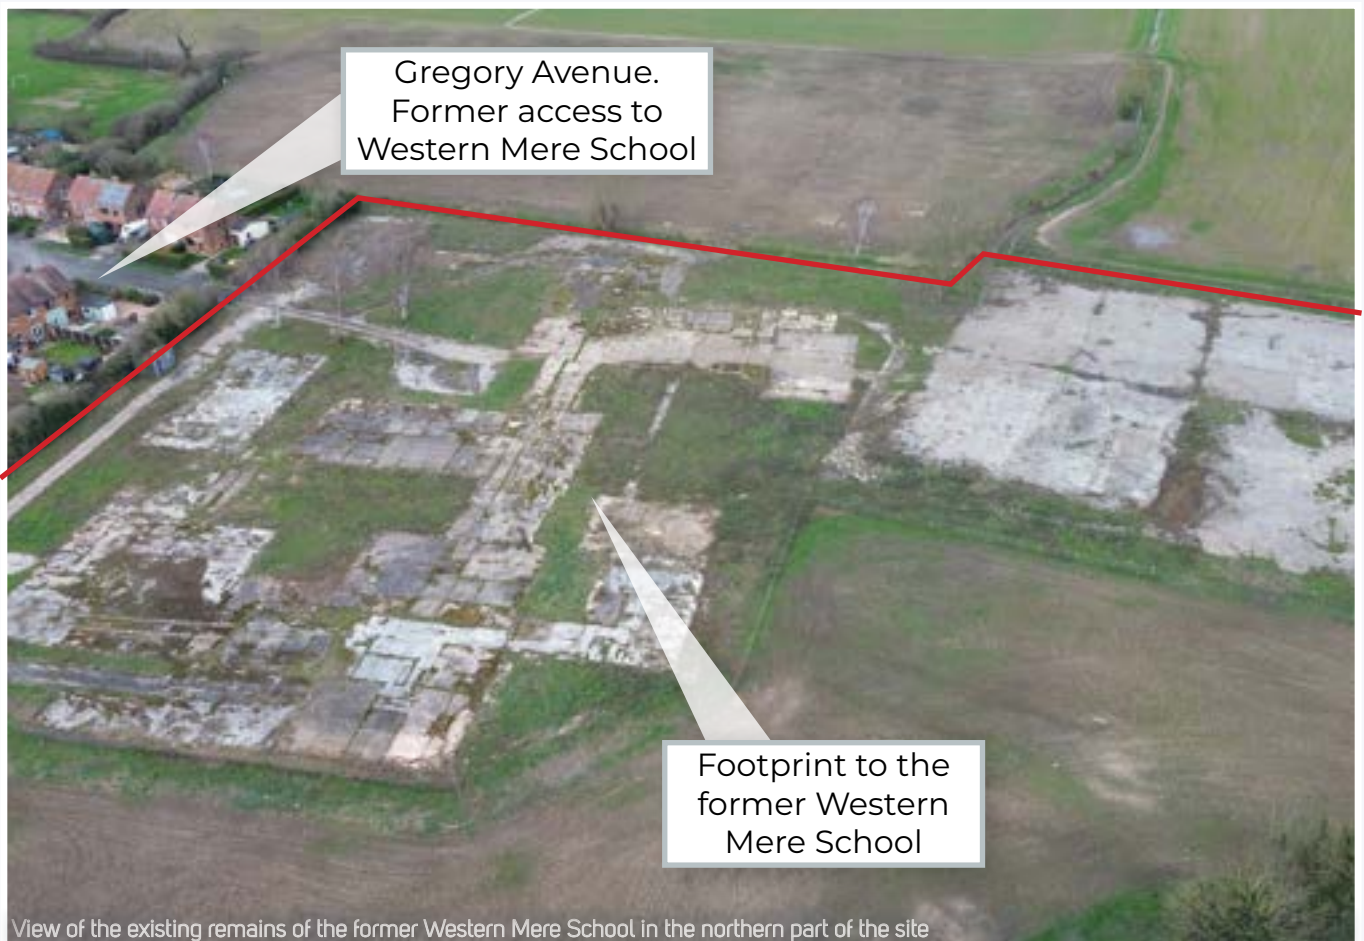 Gregory Avenue.
Former access to
Western Mere School
Footprint to the
former Western
Mere School
View of the existing remains of the former Western Mere School in the northern part of the site